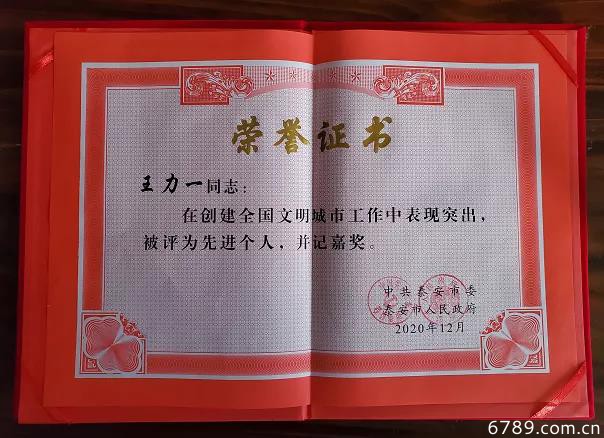 荣誉证书
王力一同志：
在创建全国文明城市工作中表现突出，
被评为先进个人，并记嘉奖。
中共泰安市委
泰安市人民政府
2020年12月
6789.com.cn